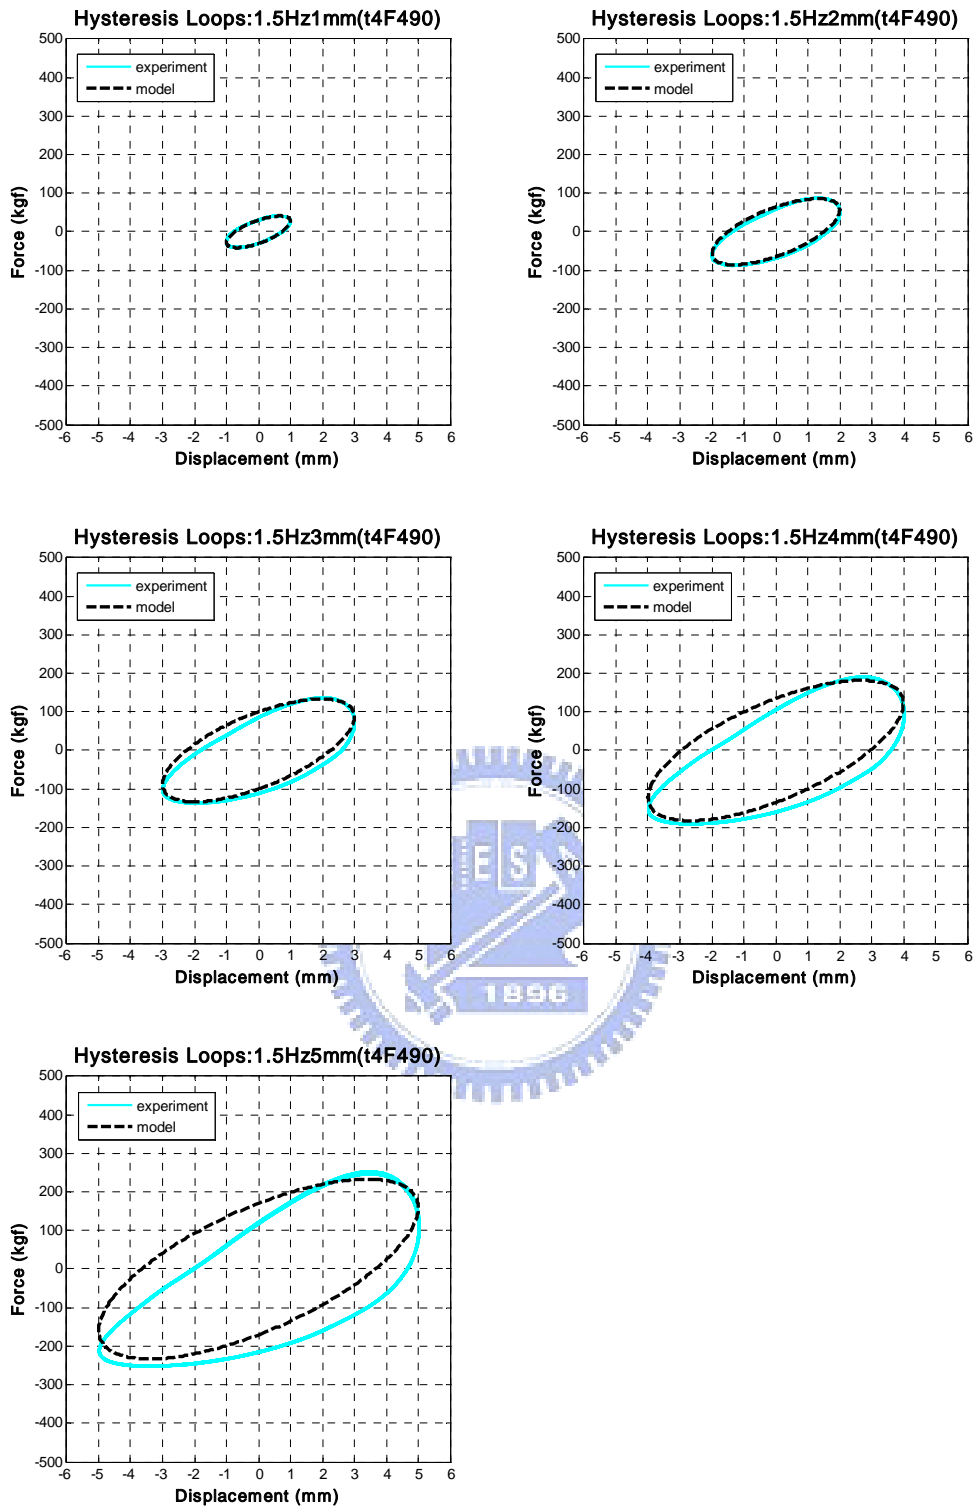 Hysteresis Loops:1.5Hz1mm(t4F490)
500
400
300
200
100
0
-100
-200
-300
-400
-500
Force (kgf)
experiment
model
-6 -5 -4 -3 -2 -1 0 1 2 3 4 5 6
Displacement (mm)
Hysteresis Loops:1.5Hz2mm(t4F490)
500
400
300
200
100
0
-100
-200
-300
-400
-500
Force (kgf)
experiment
model
-6 -5 -4 -3 -2 -1 0 1 2 3 4 5 6
Displacement (mm)
Hysteresis Loops:1.5Hz3mm(t4F490)
500
400
300
200
100
0
-100
-200
-300
-400
-500
Force (kgf)
experiment
model
-6 -5 -4 -3 -2 -1 0 1 2 3 4 5 6
Displacement (mm)
Hysteresis Loops:1.5Hz4mm(t4F490)
500
400
300
200
100
0
-100
-200
-300
-400
-500
Force (kgf)
experiment
model
-6 -5 -4 -3 -2 -1 0 1 2 3 4 5 6
Displacement (mm)
E S
1896
Hysteresis Loops:1.5Hz5mm(t4F490)
500
400
300
200
100
0
-100
-200
-300
-400
-500
Force (kgf)
experiment
model
-6 -5 -4 -3 -2 -1 0 1 2 3 4 5 6
Displacement (mm)